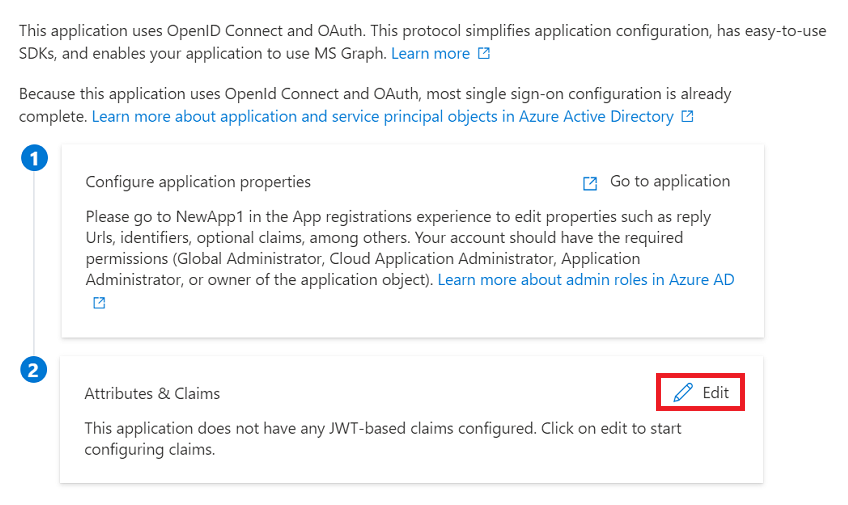 This application uses OpenID Connect and OAuth. This protocol simplifies application configuration, has easy-to-use
SDKs, and enables your application to use MS Graph. Learn more
Because this application uses OpenId Connect and OAuth, most single sign-on configuration is already
complete. Learn more about application and service principal objects in Azure Active Directory
1
Configure application properties
Go to application
Please go to NewApp1 in the App registrations experience to edit properties such as reply
Urls, identifiers, optional claims, among others. Your account should have the required
permissions (Global Administrator, Cloud Application Administrator, Application
Administrator, or owner of the application object). Learn more about admin roles in Azure AD
2
Attributes & Claims
Edit
This application does not have any JWT-based claims configured. Click on edit to start
configuring claims.